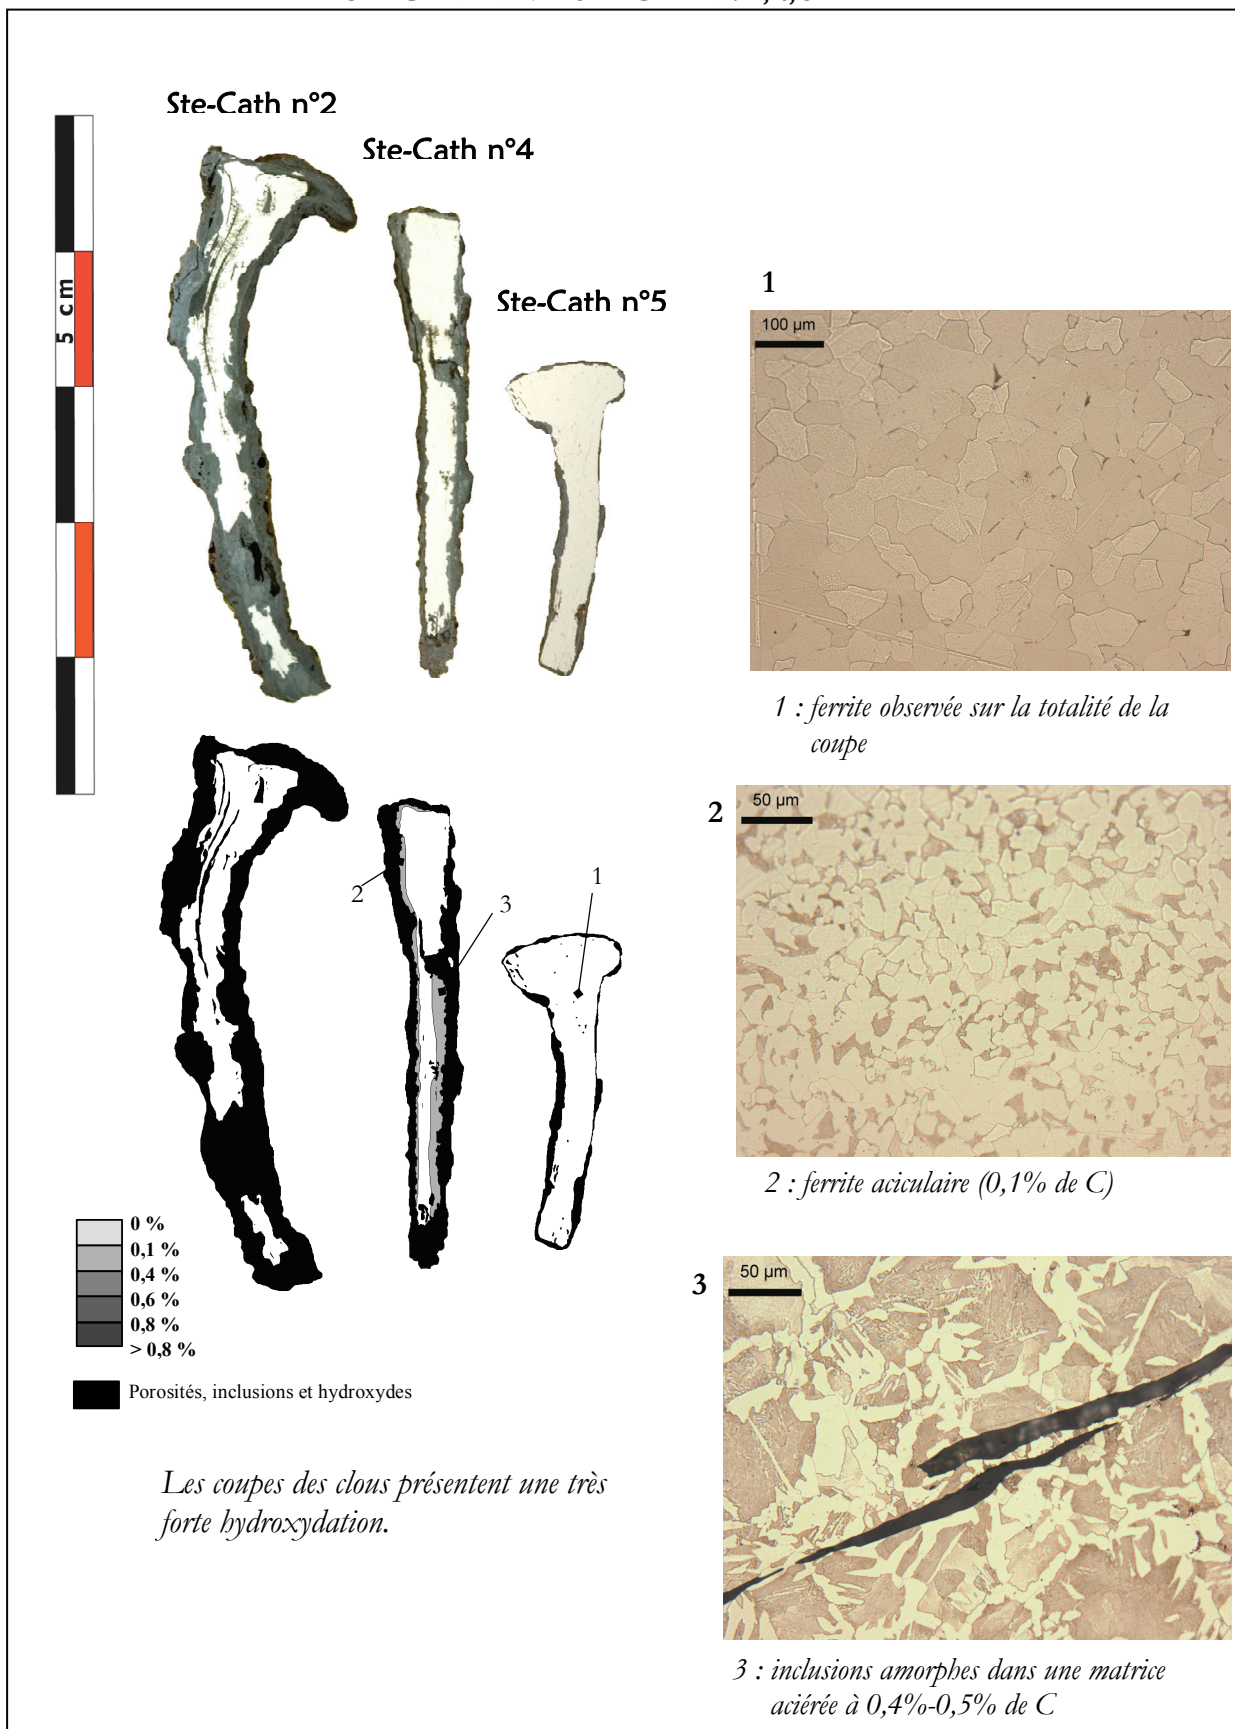 Ste-Cath n°2
Ste-Cath n°4
Ste-Cath n°5
5 cm
1
100 µm
1 : ferrite observée sur la totalité de la
coupe
2
50 µm
2 : ferrite aciculaire (0,1% de C)
2
3
1
0 %
0,1 %
0,4 %
0,6 %
0,8 %
> 0,8 %
Porosités, inclusions et hydroxydes
Les coupes des clous présentent une très
forte hydroxydation.
3
50 µm
3 : inclusions amorphes dans une matrice
aciérée à 0,4%-0,5% de C